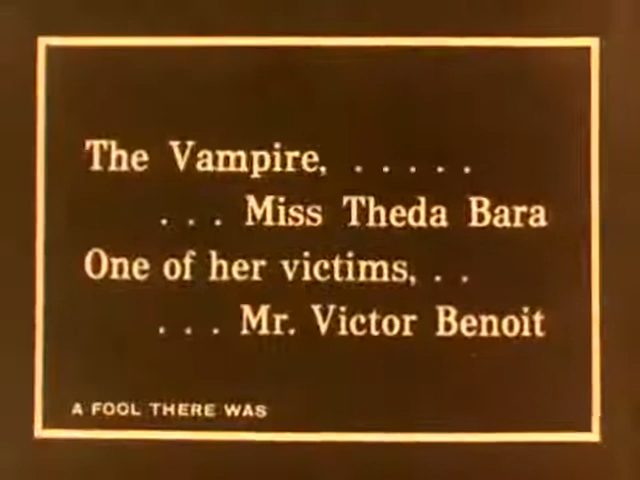 The Vampire, . . . . .
. . . Miss Theda Bara
One of her victims, . .
. . . Mr. Victor Benoit
A FOOL THERE WAS